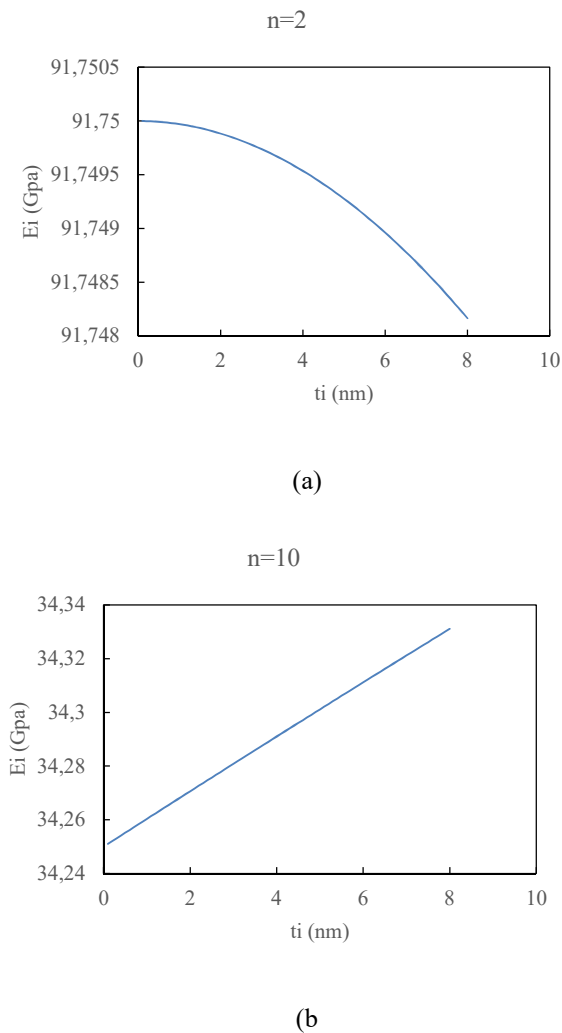 n=2
91,7505
91,75
91,7495
91,749
91,7485
91,748
Ei (Gpa)
0 2 4 6 8 10
ti (nm)
(a)
n=10
34,34
34,32
34,3
34,28
34,26
34,24
Ei (Gpa)
0 2 4 6 8 10
ti (nm)
(b